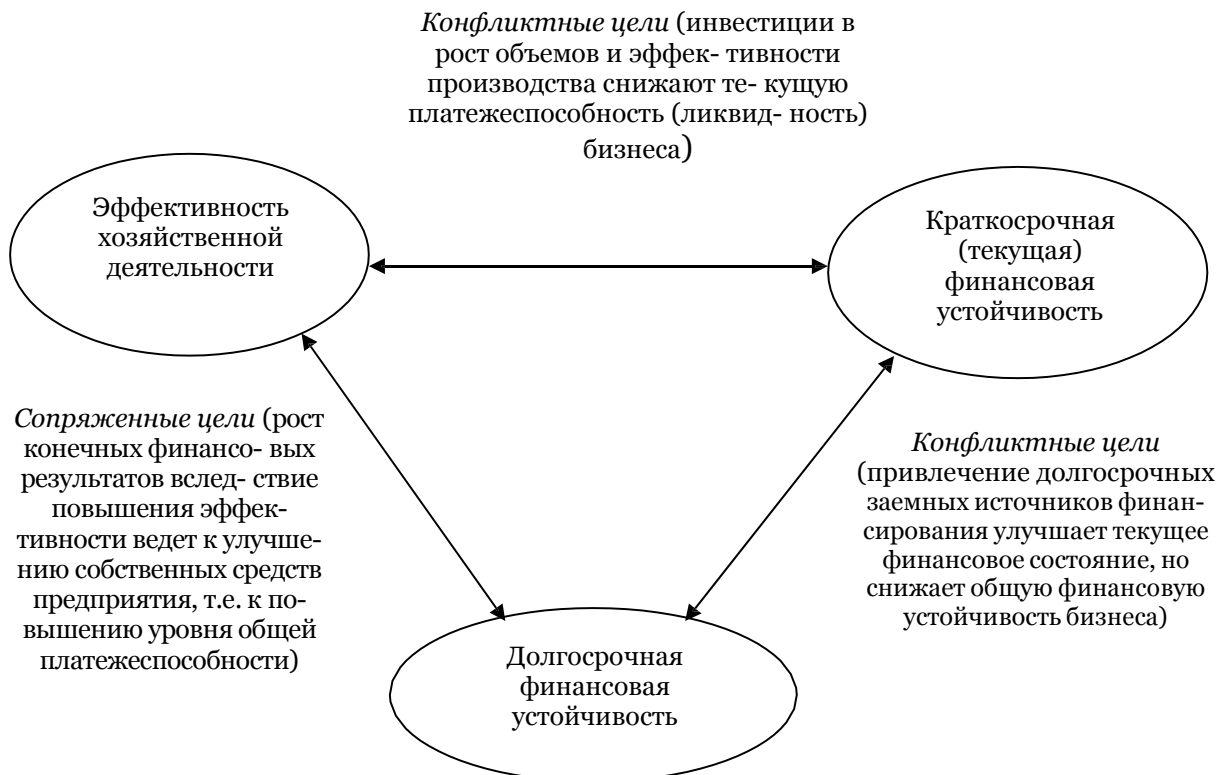 Конфликтные цели (инвестиции в
рост объемов и эффек- тивности
производства снижают те- кущую
платежеспособность (ликвид- ность)
бизнеса)
Эффективность
хозяйственной
деятельности
Краткосрочная
(текущая)
финансовая
устойчивость
Сопряженные цели (рост
конечных финансо- вых
результатов вслед- ствие
повышения эффек-
тивности ведет к улучше-
нию собственных средств
предприятия, т.е. к по-
вышению уровня общей
платежеспособности)
Конфликтные цели
(привлечение долгосрочных
заемных источников финан-
сирования улучшает текущее
финансовое состояние, но
снижает общую финансовую
устойчивость бизнеса)
Долгосрочная
финансовая
устойчивость